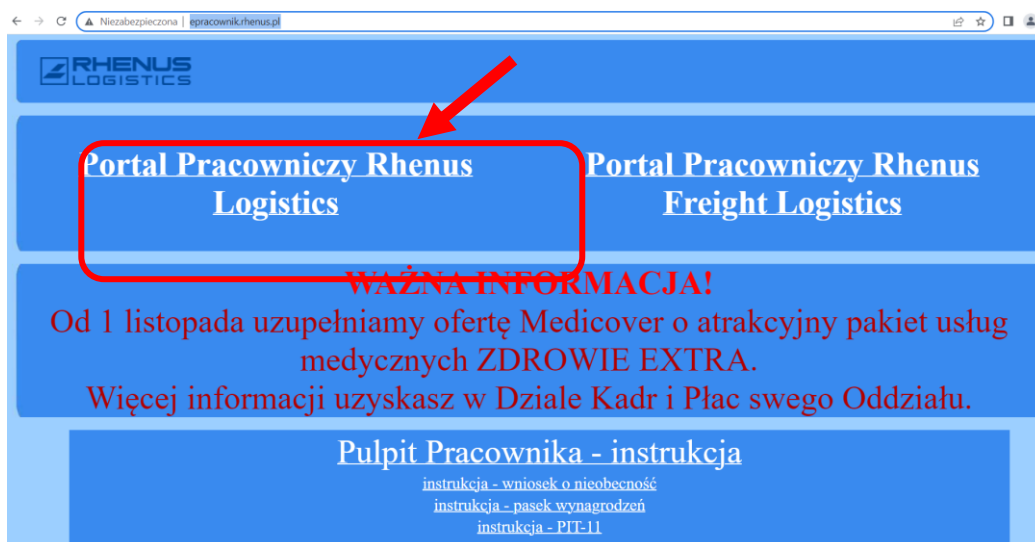 Niezabezpieczona | epracownik.rhenus.pl
RHENUS
LOGISTICS
Portal Pracowniczy Rhenus
Logistics
Portal Pracowniczy Rhenus
Freight Logistics
WAŻNA INFORMACJA!
Od 1 listopada uzupełniamy ofertę Medicover o atrakcyjny pakiet usług
medycznych ZDROWIE EXTRA.
Więcej informacji uzyskasz w Dziale Kadr i Płac swego Oddziału.
Pulpit Pracownika - instrukcja
instrukcja - wniosek o nieobecność
instrukcja - pasek wynagrodzeń
instrukcja - PIT-11